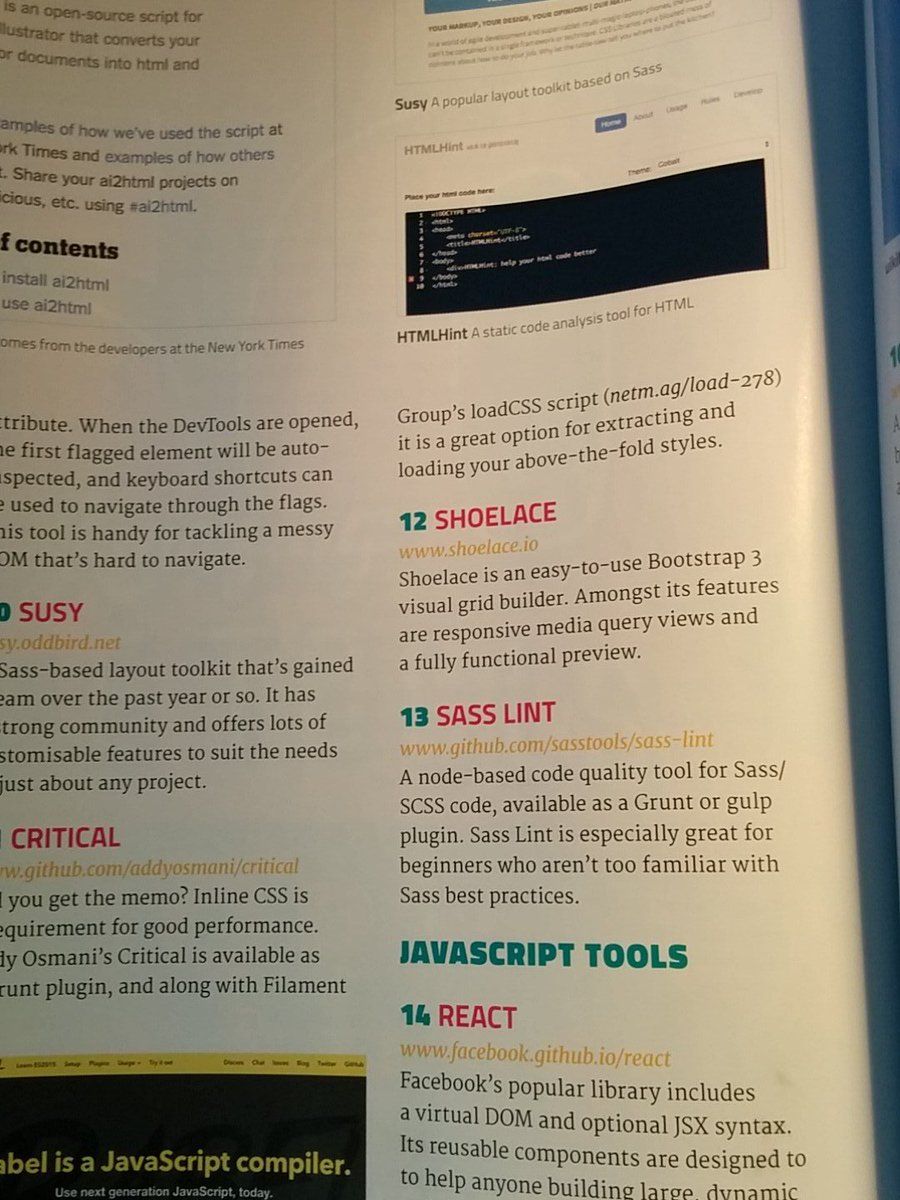 is an open-source script for
llustrator that converts your
or documents into html and
amples of how we've used the script at
rk Times and examples of how others
t. Share your ai2html projects on
icious, etc. using #ai2html.
f contents
install ai2html
use ai2html
omes from the developers at the New York Times
ttribute. When the DevTools are opened,
he first flagged element will be auto-
nspected, and keyboard shortcuts can
e used to navigate through the flags.
his tool is handy for tackling a messy
OM that's hard to navigate.
0 SUSY
sy.oddbird.net
Sass-based layout toolkit that's gained
eam over the past year or so. It has
strong community and offers lots of
stomisable features to suit the needs
just about any project.
CRITICAL
ww.github.com/addyosmani/critical
l you get the memo? Inline CSS is
equirement for good performance.
dy Osmani's Critical is available as
runt plugin, and along with Filament
Learn ES2015 Setup Plugins Usage Try it out Discuss Chat Issues Blog Twitter GitHub
abel is a JavaScript compiler.
Use next generation JavaScript, today.
YOUR MARKUP, YOUR DESIGN, YOUR OPINIONS | OUR
Susy A popular layout toolkit based on Sass
HTMLHint
Home About Usage Rules Develop
Theme: Cobalt
Place your html code here:
1 <!DOCTYPE HTML>
2 <html>
3 <head>
4 <meta charset="UTF-8">
5 <title>HTMLHint</title>
6 </head>
7 <body>
8 <div>HTMLHint: help your html code better
9 </body>
10 </html>
HTMLHint A static code analysis tool for HTML
Group's loadCSS script (netm.ag/load-278)
it is a great option for extracting and
loading your above-the-fold styles.
12 SHOELACE
www.shoelace.io
Shoelace is an easy-to-use Bootstrap 3
visual grid builder. Amongst its features
are responsive media query views and
a fully functional preview.
13 SASS LINT
www.github.com/sasstools/sass-lint
A node-based code quality tool for Sass/
SCSS code, available as a Grunt or gulp
plugin. Sass Lint is especially great for
beginners who aren't too familiar with
Sass best practices.
JAVASCRIPT TOOLS
14 REACT
www.facebook.github.io/react
Facebook's popular library includes
a virtual DOM and optional JSX syntax.
Its reusable components are designed to
to help anyone building large, dynamic